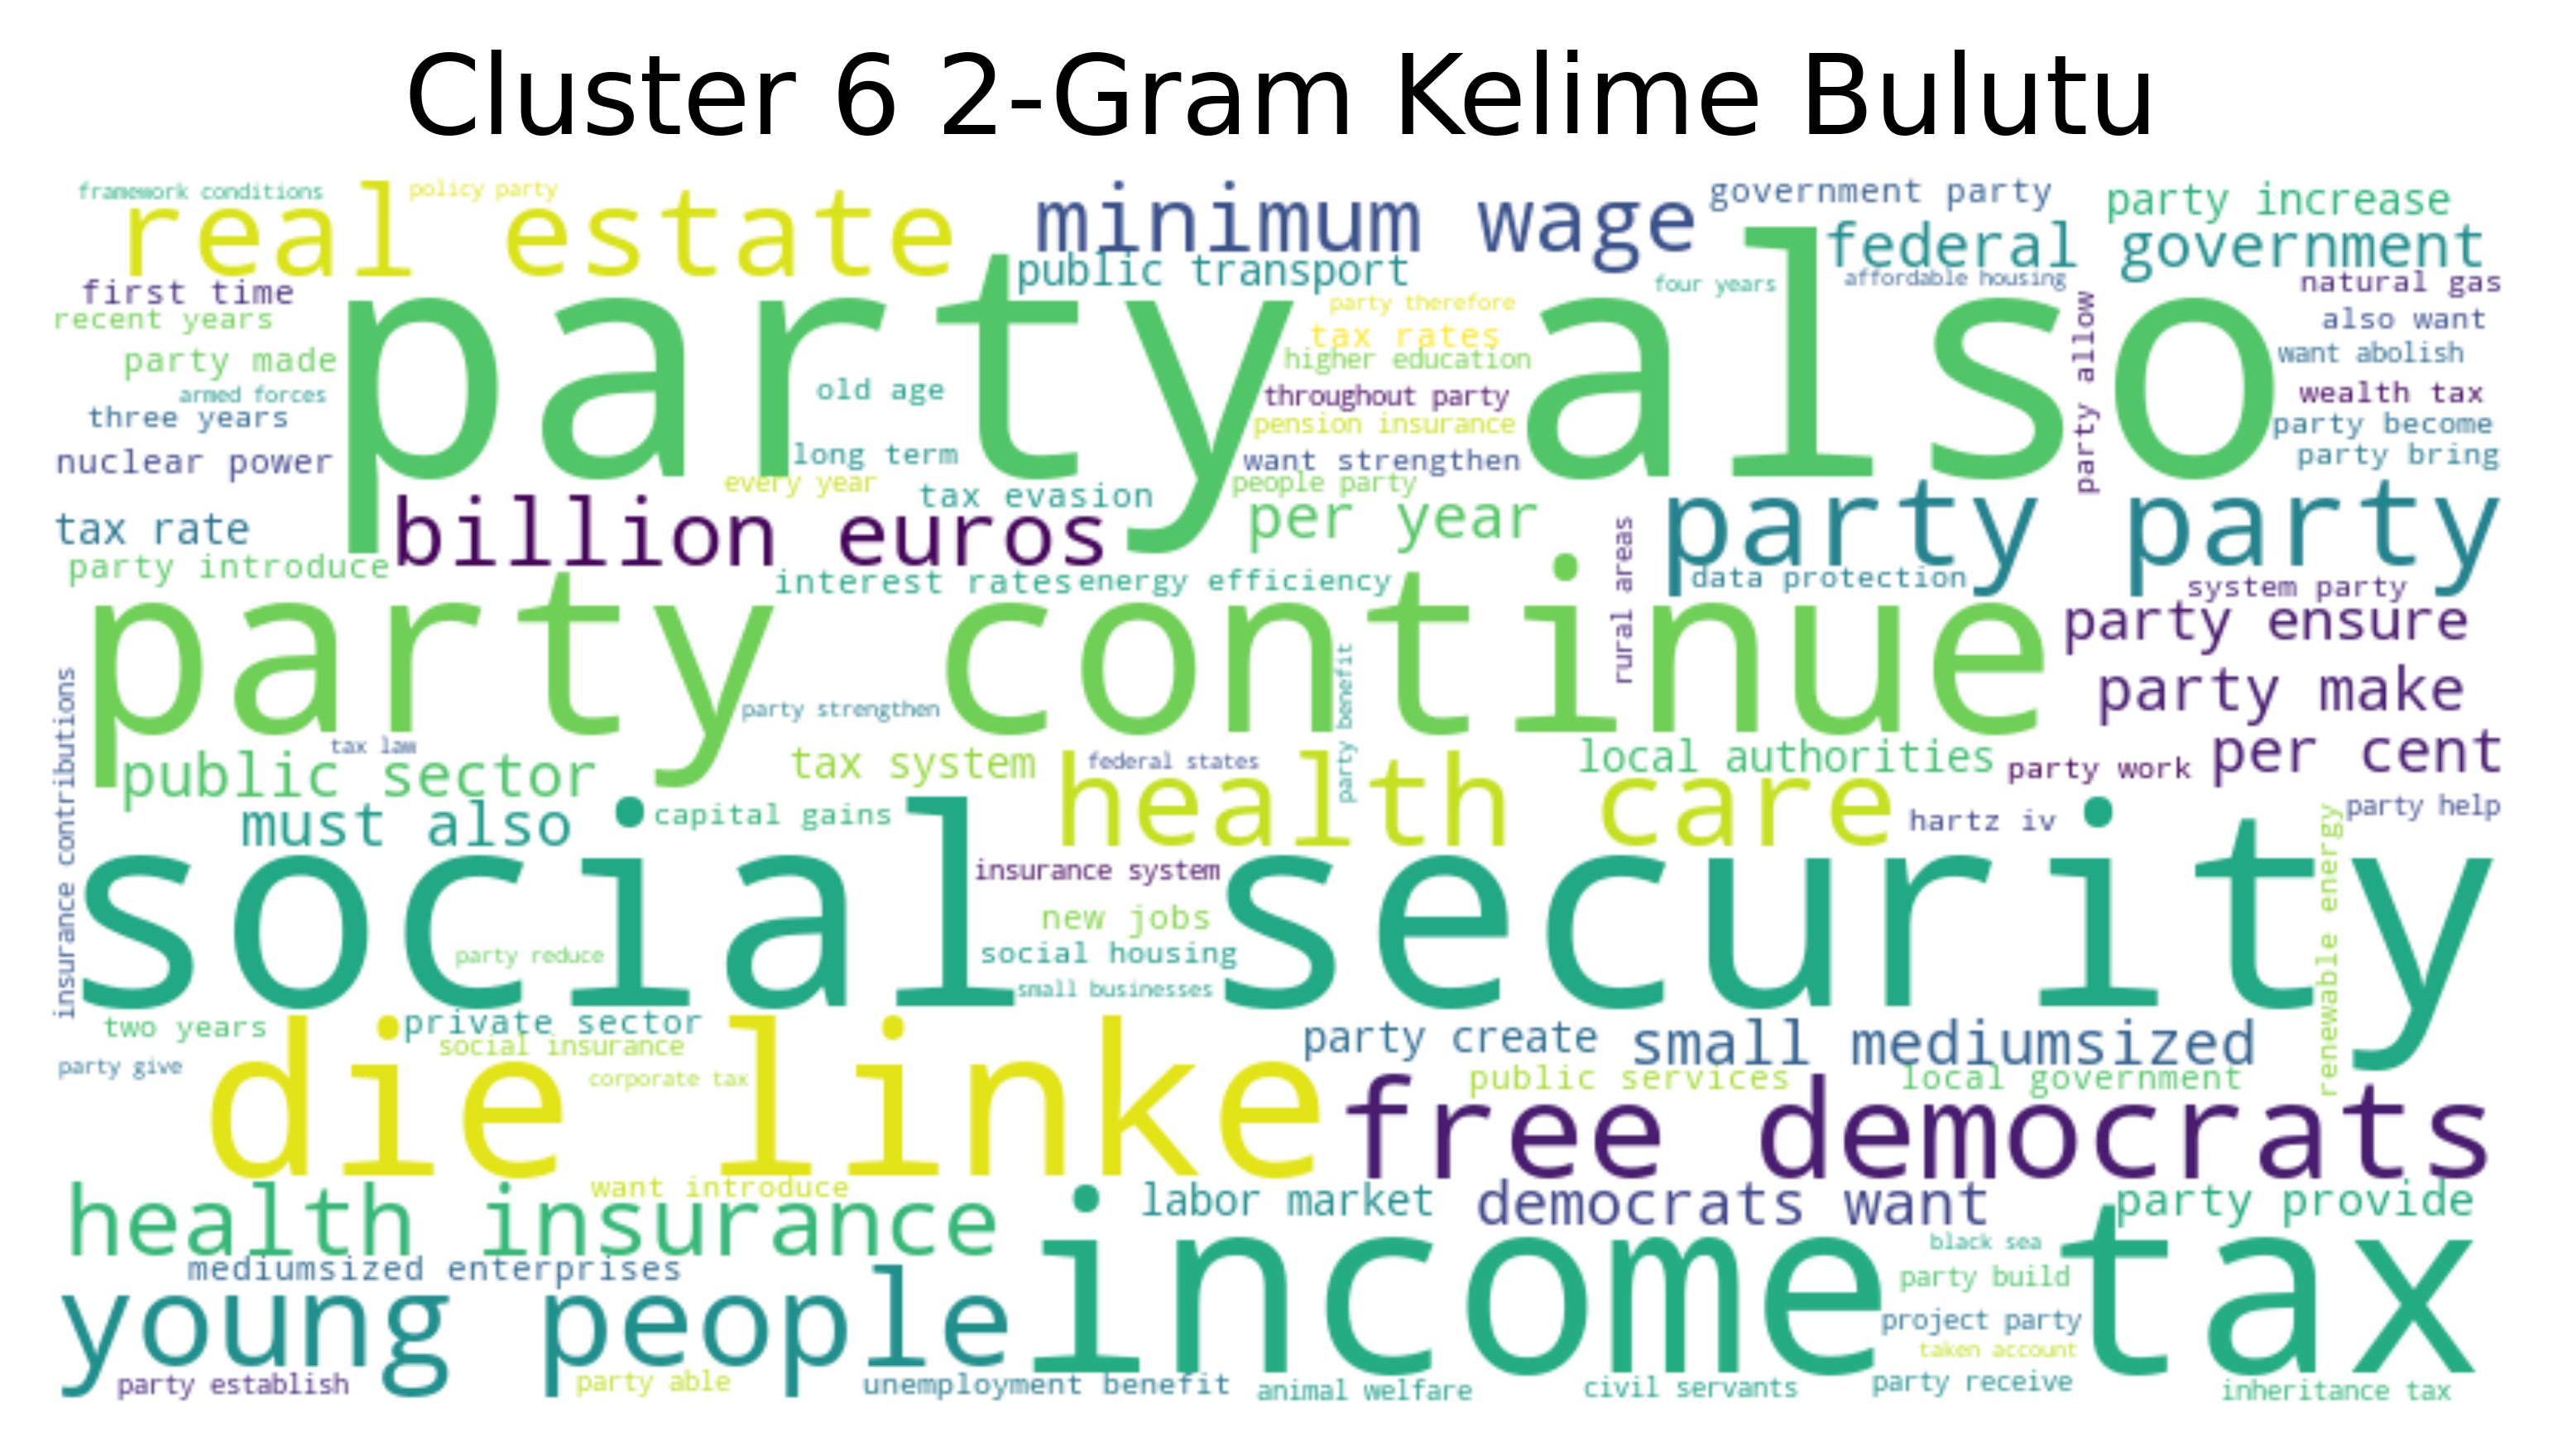 Cluster 6 2-Gram Kelime Bulutu
framework conditions
policy party
real estate
minimum wage
government party
party increase
federal government
public transport
first time
four years
affordable housing
natural gas
recent years
party therefore
also want
party also
tax rates
party made
higher education
want abolish
party allow
old age
armed forces
throughout party
wealth tax
three years
pension insurance
party become
nuclear power
long term
want strengthen
party bring
every year
people party
tax evasion
tax rate
billion euros
per year
party party
party introduce
interest rates
energy efficiency
rural areas
data protection
system party
party continue
party ensure
party strengthen
party benefit
party make
insurance contributions
tax law
public sector
tax system
federal states
local authorities
party work
per cent
health care
must also
capital gains
hartz iv
party help
social security
insurance system
renewable energy
new jobs
party reduce
social housing
small businesses
two years
private sector
social insurance
party create
small mediumsized
party give
die linke
corporate tax
public services
local government
free democrats
want introduce
health insurance
labor market
democrats want
party provide
mediumsized enterprises
black sea
income tax
party build
young people
project party
taken account
party establish
party able
unemployment benefit
animal welfare
civil servants
party receive
inheritance tax